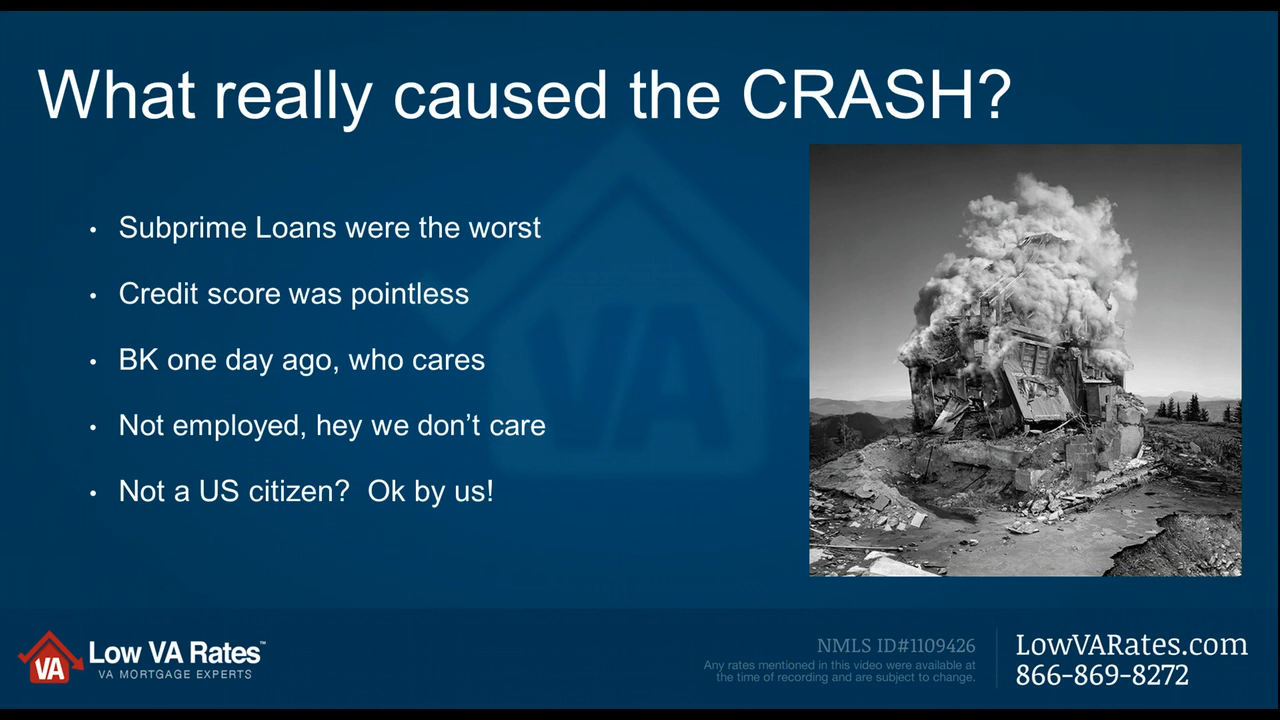 What really caused the CRASH?
• Subprime Loans were the worst
• Credit score was pointless
• BK one day ago, who cares
• Not employed, hey we don’t care
• Not a US citizen?  Ok by us!
VA
VA
Low VA Rates™
VA MORTGAGE EXPERTS
NMLS ID#1109426
Any rates mentioned in this video were available at
the time of recording and are subject to change.
LowVARates.com
866-869-8272